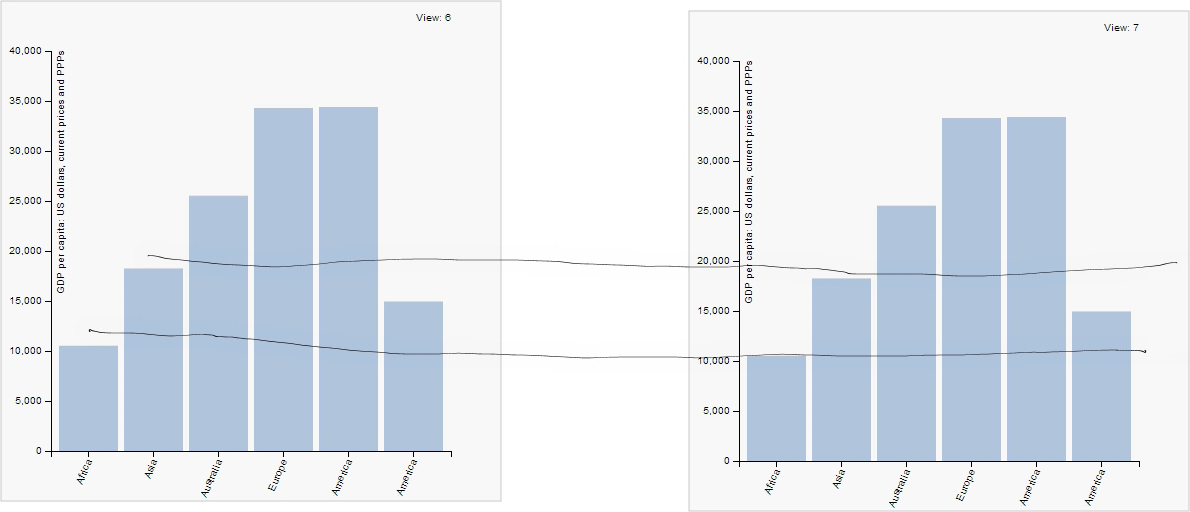 View: 6
40,000
35,000
30,000
25,000
20,000
15,000
10,000
5,000
0
GDP per capita: US dollars, current prices and PPPs
Africa
Asia
Australia
Europe
America
America
View: 7
40,000
35,000
30,000
25,000
20,000
15,000
10,000
5,000
0
GDP per capita: US dollars, current prices and PPPs
Africa
Asia
Australia
Europe
America
America